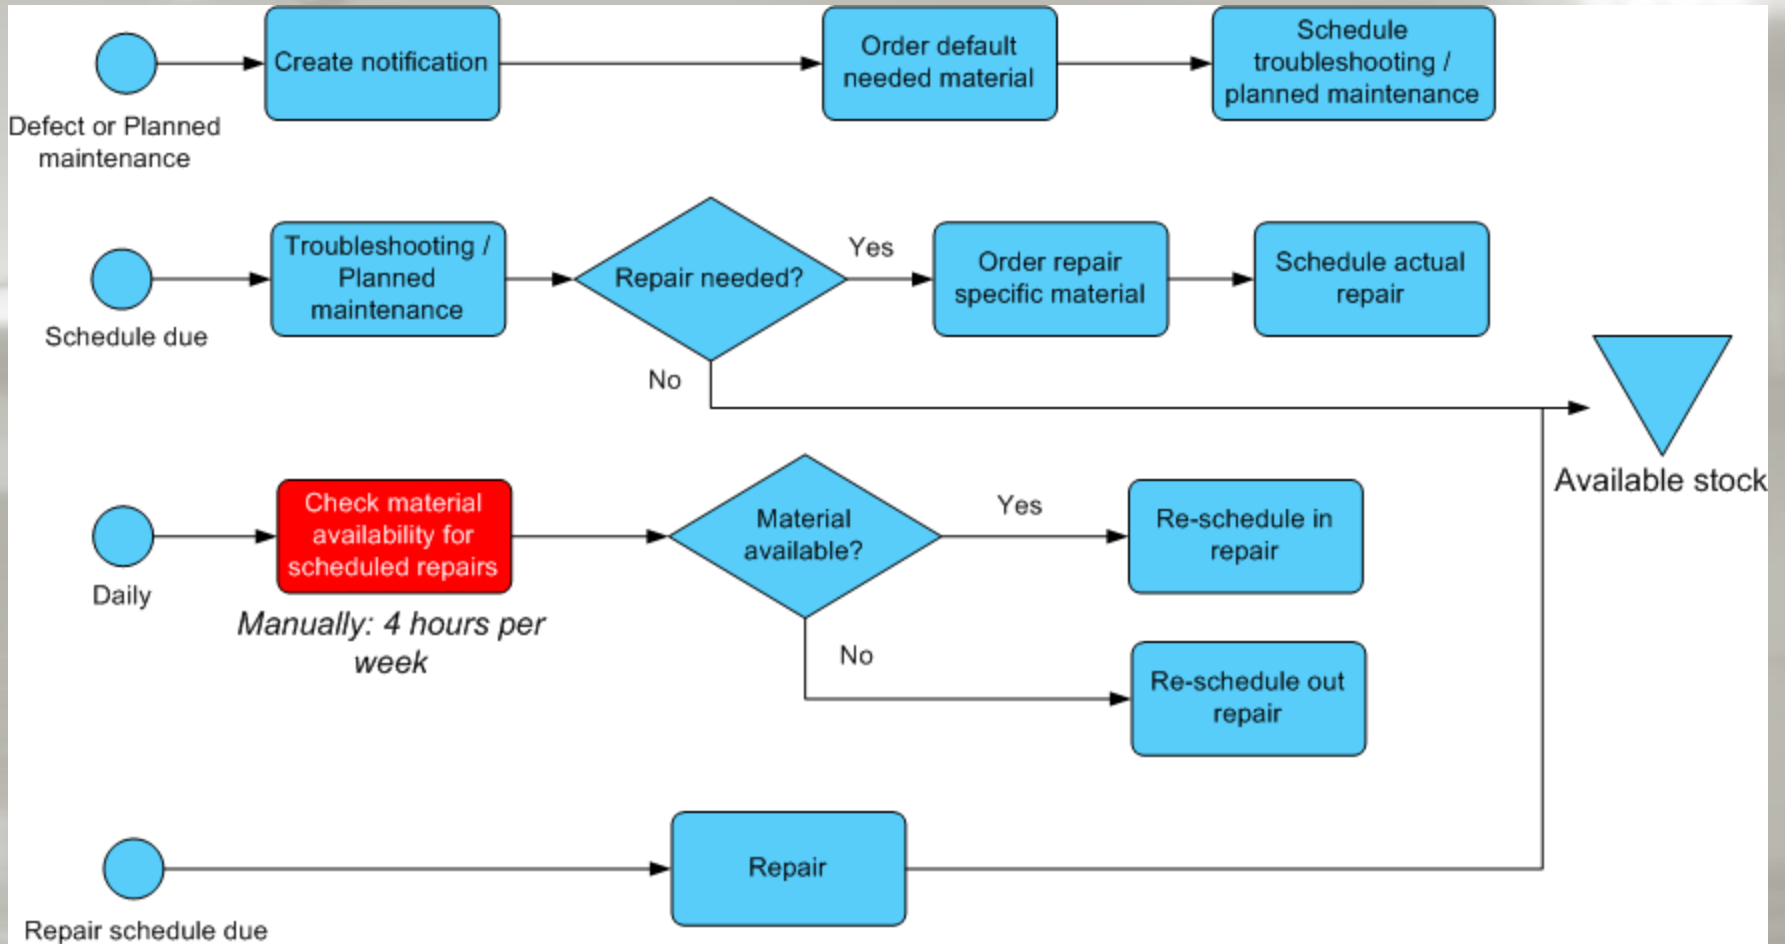 Create notification
Order default
needed material
Schedule
troubleshooting /
planned maintenance
Defect or Planned
maintenance
Troubleshooting /
Planned
maintenance
Repair needed?
Yes
Order repair
specific material
Schedule actual
repair
Schedule due
No
Available stock
Check material
availability for
scheduled repairs
Material
available?
Yes
Re-schedule in
repair
Daily
Manually: 4 hours per
week
No
Re-schedule out
repair
Repair
Repair schedule due